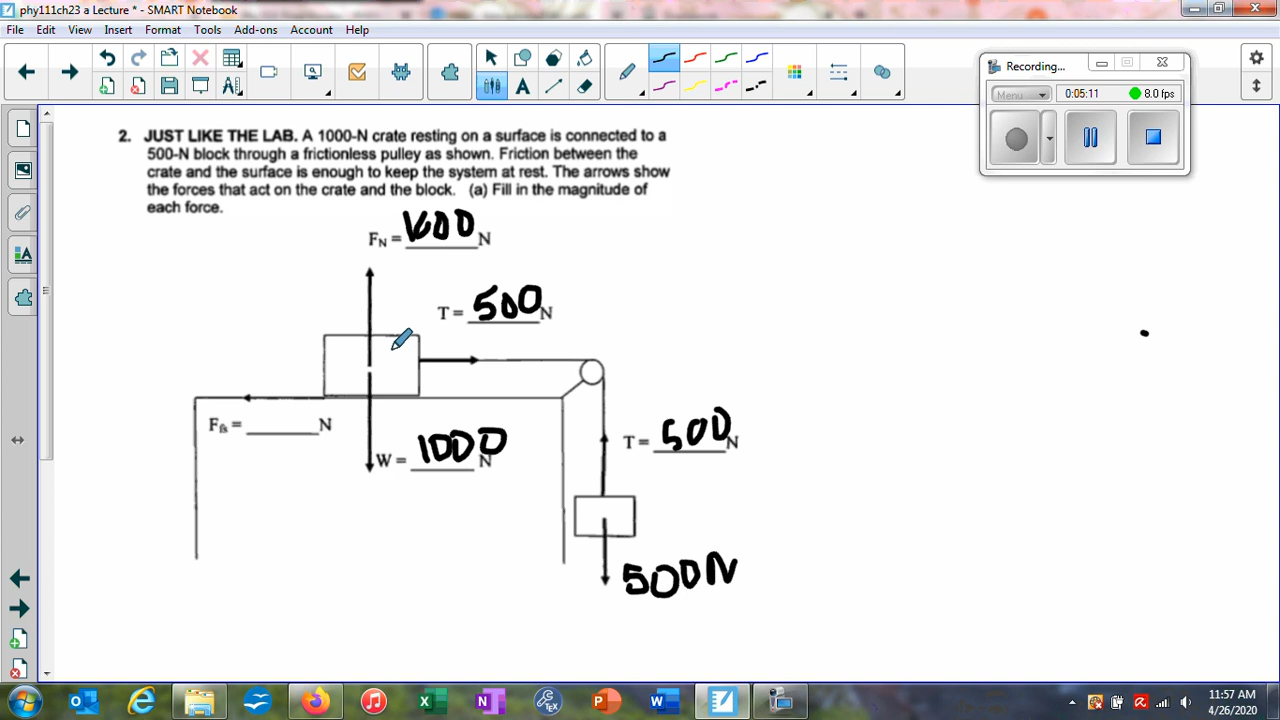 phy111ch23 a Lecture * - SMART Notebook
File Edit View Insert Format Tools Add-ons Account Help
Recording...
Menu 0:05:11 8.0 fps
2. JUST LIKE THE LAB. A 1000-N crate resting on a surface is connected to a
500-N block through a frictionless pulley as shown. Friction between the
crate and the surface is enough to keep the system at rest. The arrows show
the forces that act on the crate and the block. (a) Fill in the magnitude of
each force.
FN = 1000 N
T = 500 N
Ffs = ______ N
W = 1000 N
T = 500 N
500N
11:57 AM
4/26/2020